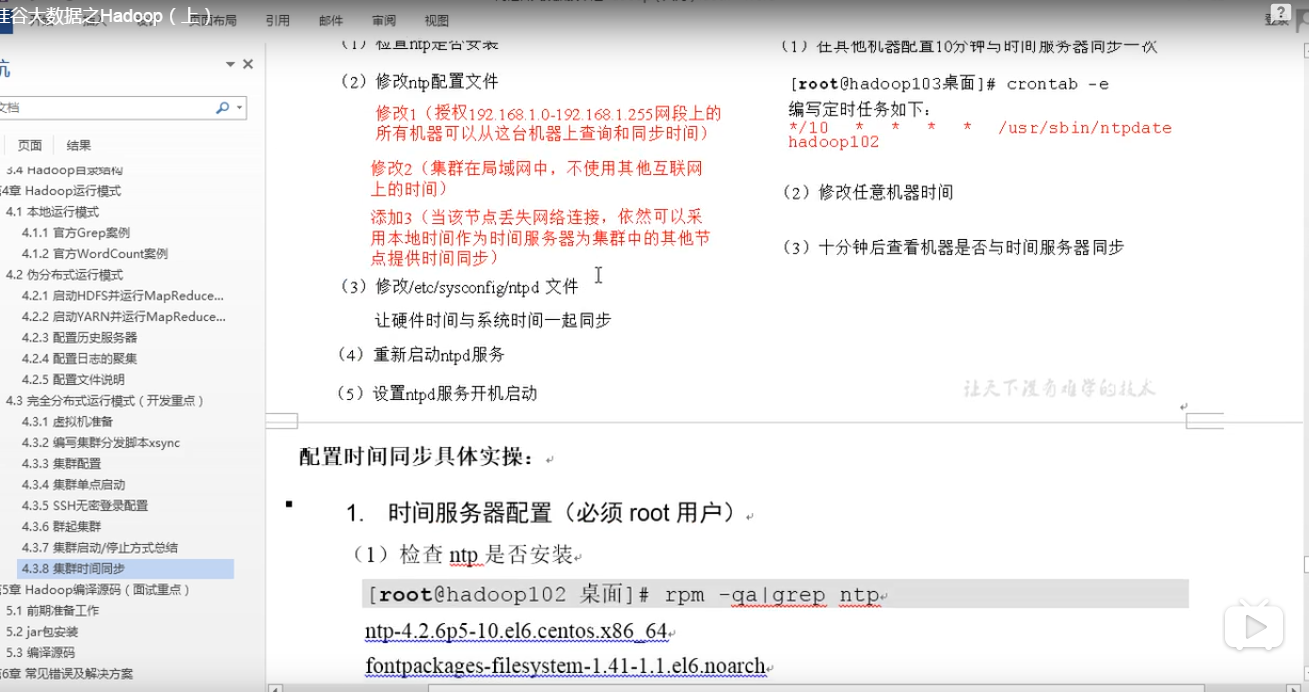 硅谷大数据之Hadoop（上）
页面布局 引用 邮件 审阅 视图
登录
航
文档
页面 结果
3.4 Hadoop目录结构
第4章 Hadoop运行模式
4.1 本地运行模式
4.1.1 官方Grep案例
4.1.2 官方WordCount案例
4.2 伪分布式运行模式
4.2.1 启动HDFS并运行MapReduce...
4.2.2 启动YARN并运行MapReduce...
4.2.3 配置历史服务器
4.2.4 配置日志的聚集
4.2.5 配置文件说明
4.3 完全分布式运行模式（开发重点）
4.3.1 虚拟机准备
4.3.2 编写集群分发脚本xsync
4.3.3 集群配置
4.3.4 集群单点启动
4.3.5 SSH无密登录配置
4.3.6 群起集群
4.3.7 集群启动/停止方式总结
4.3.8 集群时间同步
第5章 Hadoop编译源码（面试重点）
5.1 前期准备工作
5.2 jar包安装
5.3 编译源码
第6章 常见错误及解决方案
（1）检查ntp是否安装
（2）修改ntp配置文件
修改1（授权192.168.1.0-192.168.1.255网段上的
所有机器可以从这台机器上查询和同步时间）
修改2（集群在局域网中，不使用其他互联网
上的时间）
添加3（当该节点丢失网络连接，依然可以采
用本地时间作为时间服务器为集群中的其他节
点提供时间同步）
（3）修改/etc/sysconfig/ntpd 文件
让硬件时间与系统时间一起同步
（4）重新启动ntpd服务
（5）设置ntpd服务开机启动
（1）在其他机器配置10分钟与时间服务器同步一次
[root@hadoop103桌面]# crontab -e
编写定时任务如下：
*/10 * * * * /usr/sbin/ntpdate
hadoop102
（2）修改任意机器时间
（3）十分钟后查看机器是否与时间服务器同步
让天下没有难学的技术
配置时间同步具体实操：
1. 时间服务器配置（必须 root 用户）
（1）检查 ntp 是否安装
[root@hadoop102 桌面]# rpm -qa|grep ntp
ntp-4.2.6p5-10.el6.centos.x86_64
fontpackages-filesystem-1.41-1.1.el6.noarch